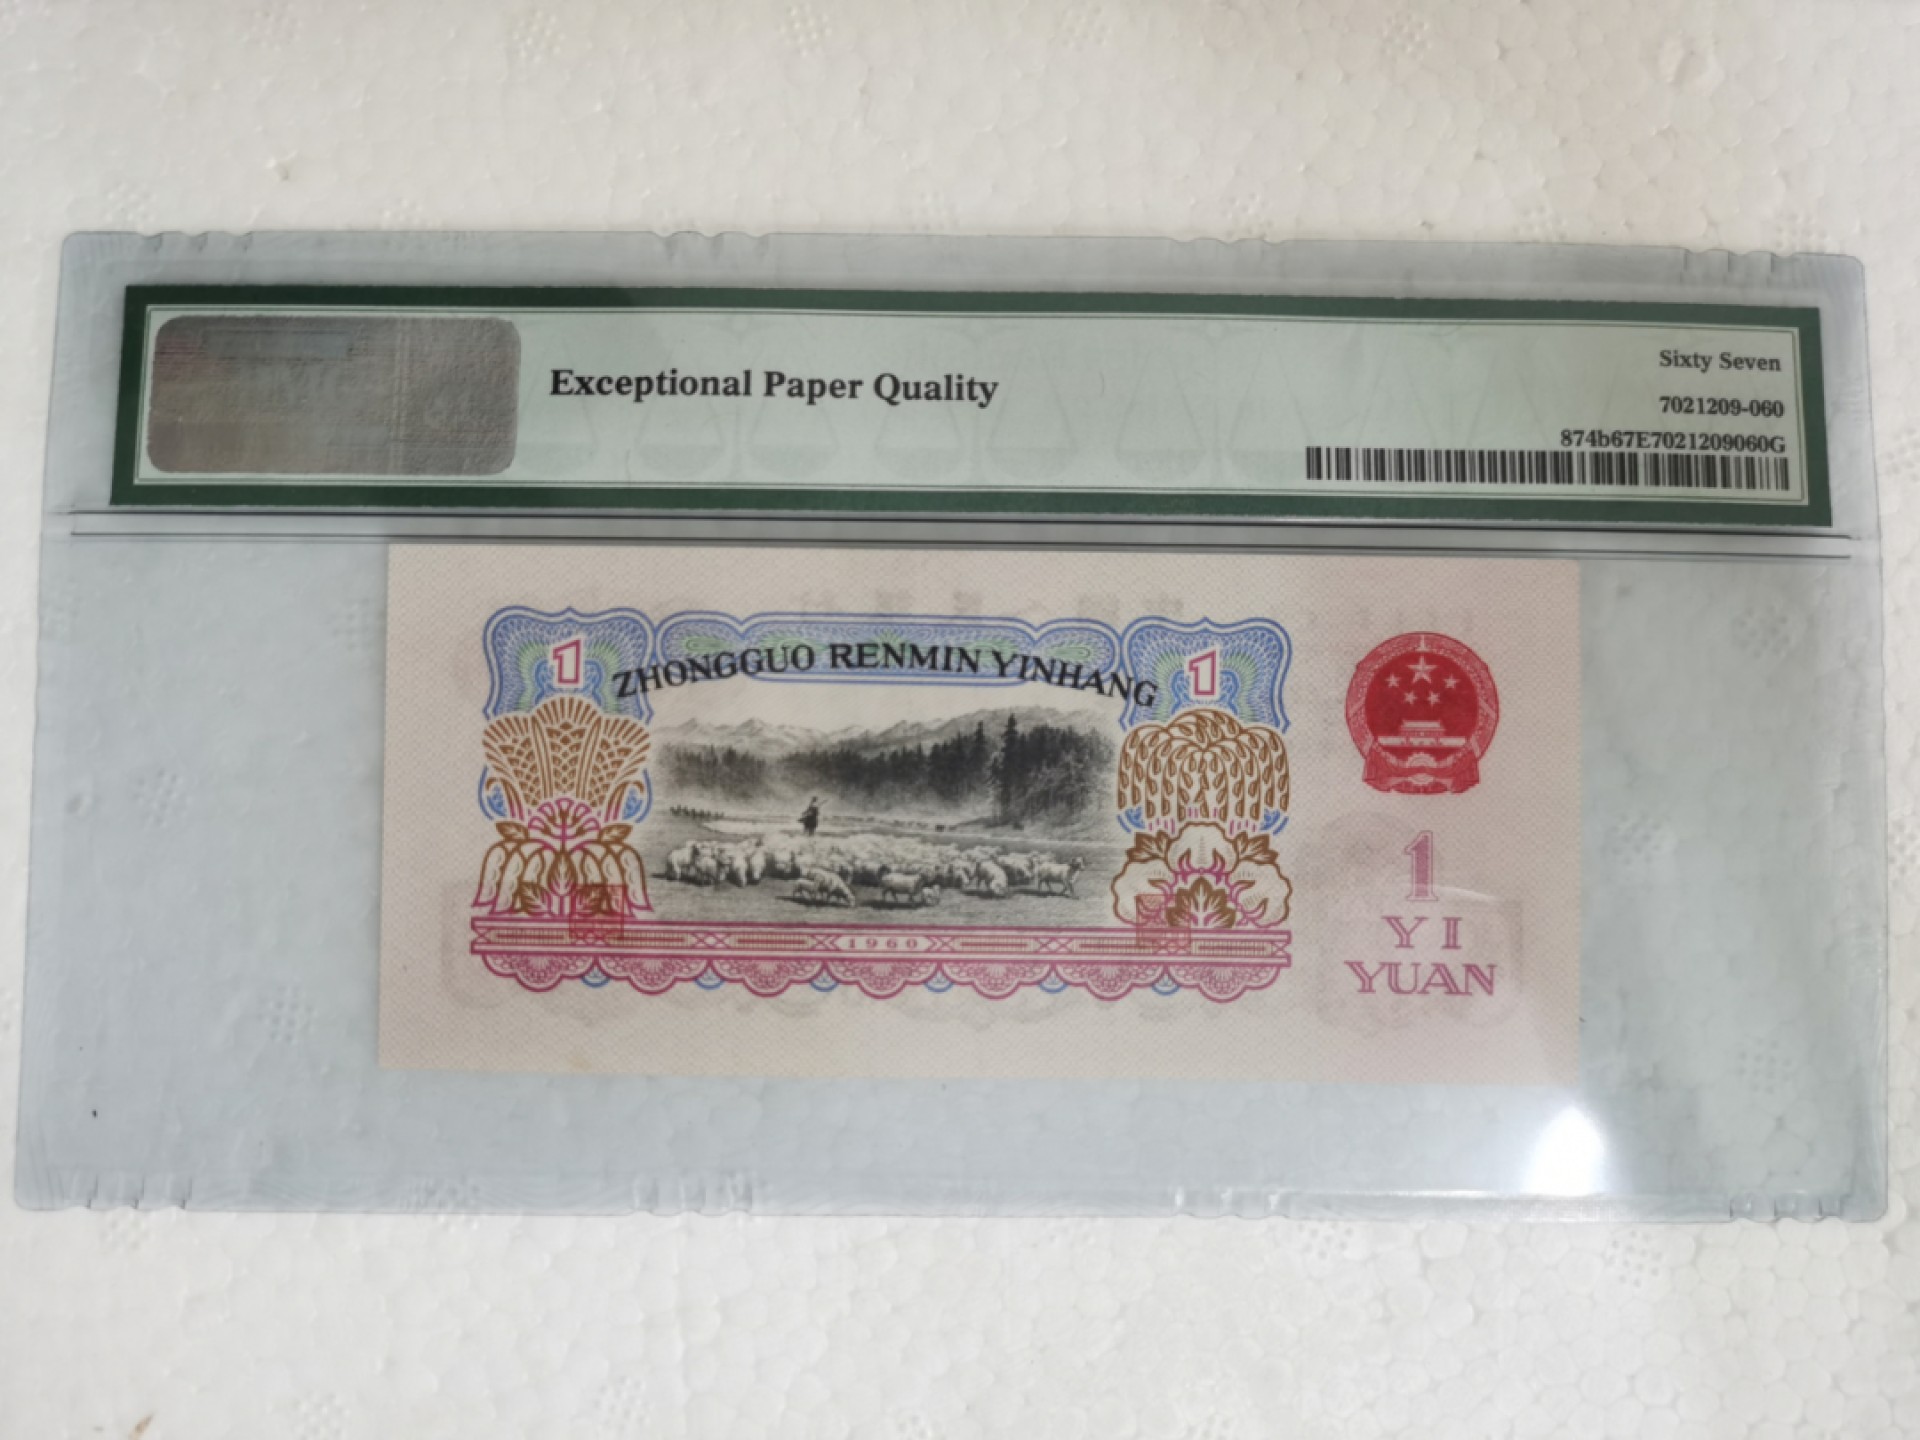 Exceptional Paper Quality
Sixty Seven
7021209-060
874b67E7021209060G
1
ZHONGGUO RENMIN YINHANG
1
1960
1
YI
YUAN